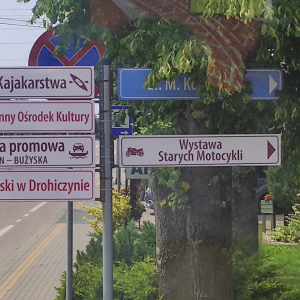 Kajakarstwa
nny Ośrodek Kultury
a promowa
N – BUŻYSKA
ski w Drohiczynie
Wystawa
Starych Motocykli